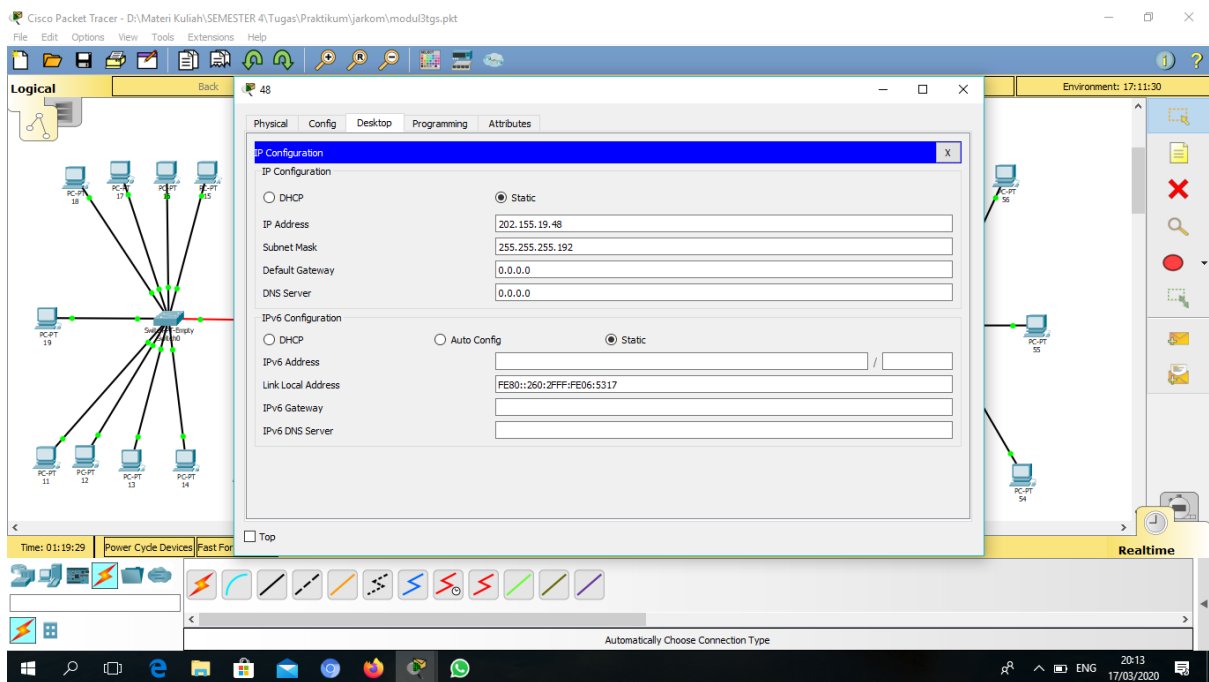 Cisco Packet Tracer - D:\Materi Kuliah\SEMESTER 4\Tugas\Praktikum\jarkom\modul3tgs.pkt
File Edit Options View Tools Extensions Help
Logical Back Environment: 17:11:30
48
Physical Config Desktop Programming Attributes
IP Configuration X
IP Configuration
DHCP Static
IP Address 202.155.19.48
Subnet Mask 255.255.255.192
Default Gateway 0.0.0.0
DNS Server 0.0.0.0
IPv6 Configuration
DHCP Auto Config Static
IPv6 Address /
Link Local Address FE80::260:2FFF:FE06:5317
IPv6 Gateway
IPv6 DNS Server
Top
PC-PT
18
PC-PT
17
PC-PT
PC-PT
15
PC-PT
19
PC-PT
11
PC-PT
12
PC-PT
13
PC-PT
14
PC-PT
56
PC-PT
55
PC-PT
54
Time: 01:19:29 Power Cycle Devices Fast For Realtime
Automatically Choose Connection Type
ENG
20:13
17/03/2020